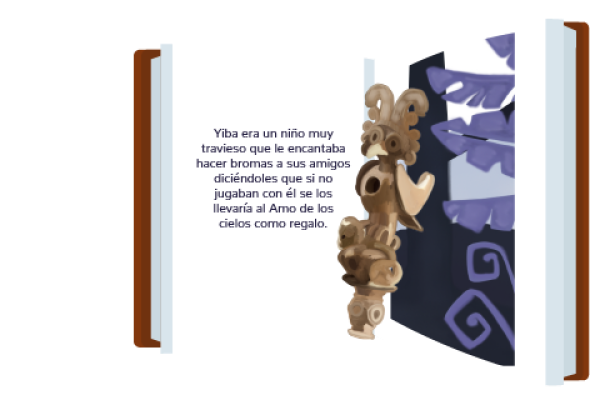 Yiba era un niño muy
travieso que le encantaba
hacer bromas a sus amigos
diciéndoles que si no
jugaban con él se los
llevaría al Amo de los
cielos como regalo.